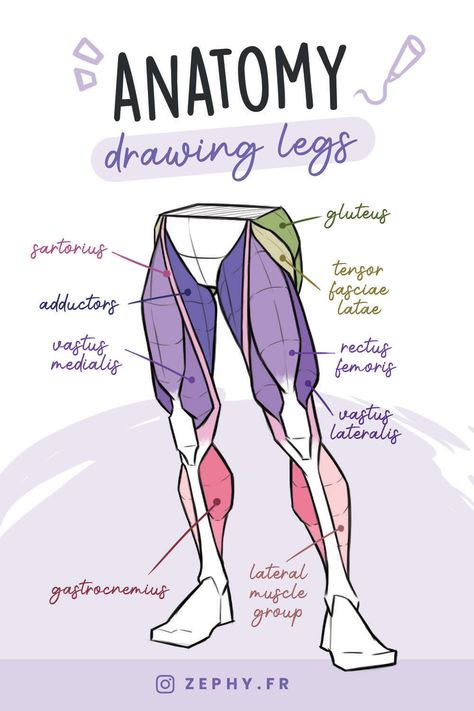 ANATOMY
drawing legs
gluteus
sartorius
tensor
fasciae
latae
adductors
vastus
medialis
rectus
femoris
vastus
lateralis
gastrocnemius
lateral
muscle
group
ZEPHY.FR